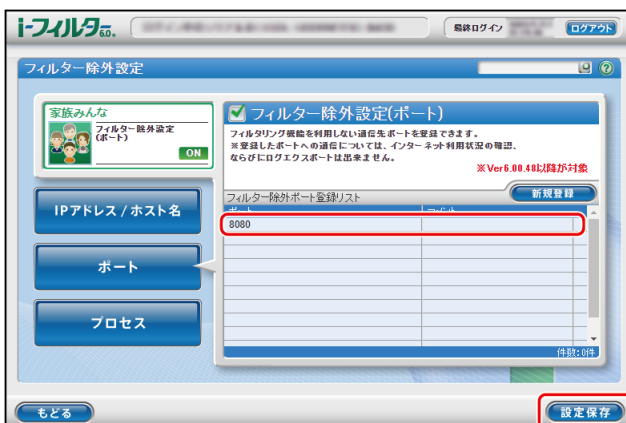 i-フィルター 6.0.
最終ログイン
ログアウト
フィルター除外設定
家族みんな
フィルター除外設定
(ポート)
ON
IPアドレス / ホスト名
ポート
プロセス
フィルター除外設定(ポート)
フィルタリング機能を利用しない通信先ポートを登録できます。
※登録したポートへの通信については、インターネット利用状況の確認、
ならびにログエクスポートは出来ません。
※Ver6.00.40以降が対象
フィルター除外ポート登録リスト
新規登録
ポート
8080
件数:0件
もどる
設定保存